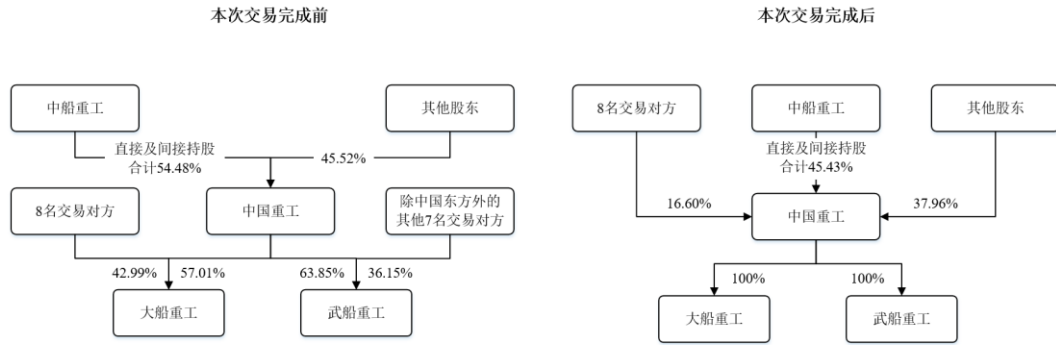 本次交易完成前
中船重工
其他股东
直接及间接持股
合计54.48%
45.52%
8名交易对方
中国重工
除中国东方外的
其他7名交易对方
42.99%
57.01%
63.85%
36.15%
大船重工
武船重工
本次交易完成后
8名交易对方
中船重工
其他股东
直接及间接持股
合计45.43%
16.60%
中国重工
37.96%
100%
100%
大船重工
武船重工